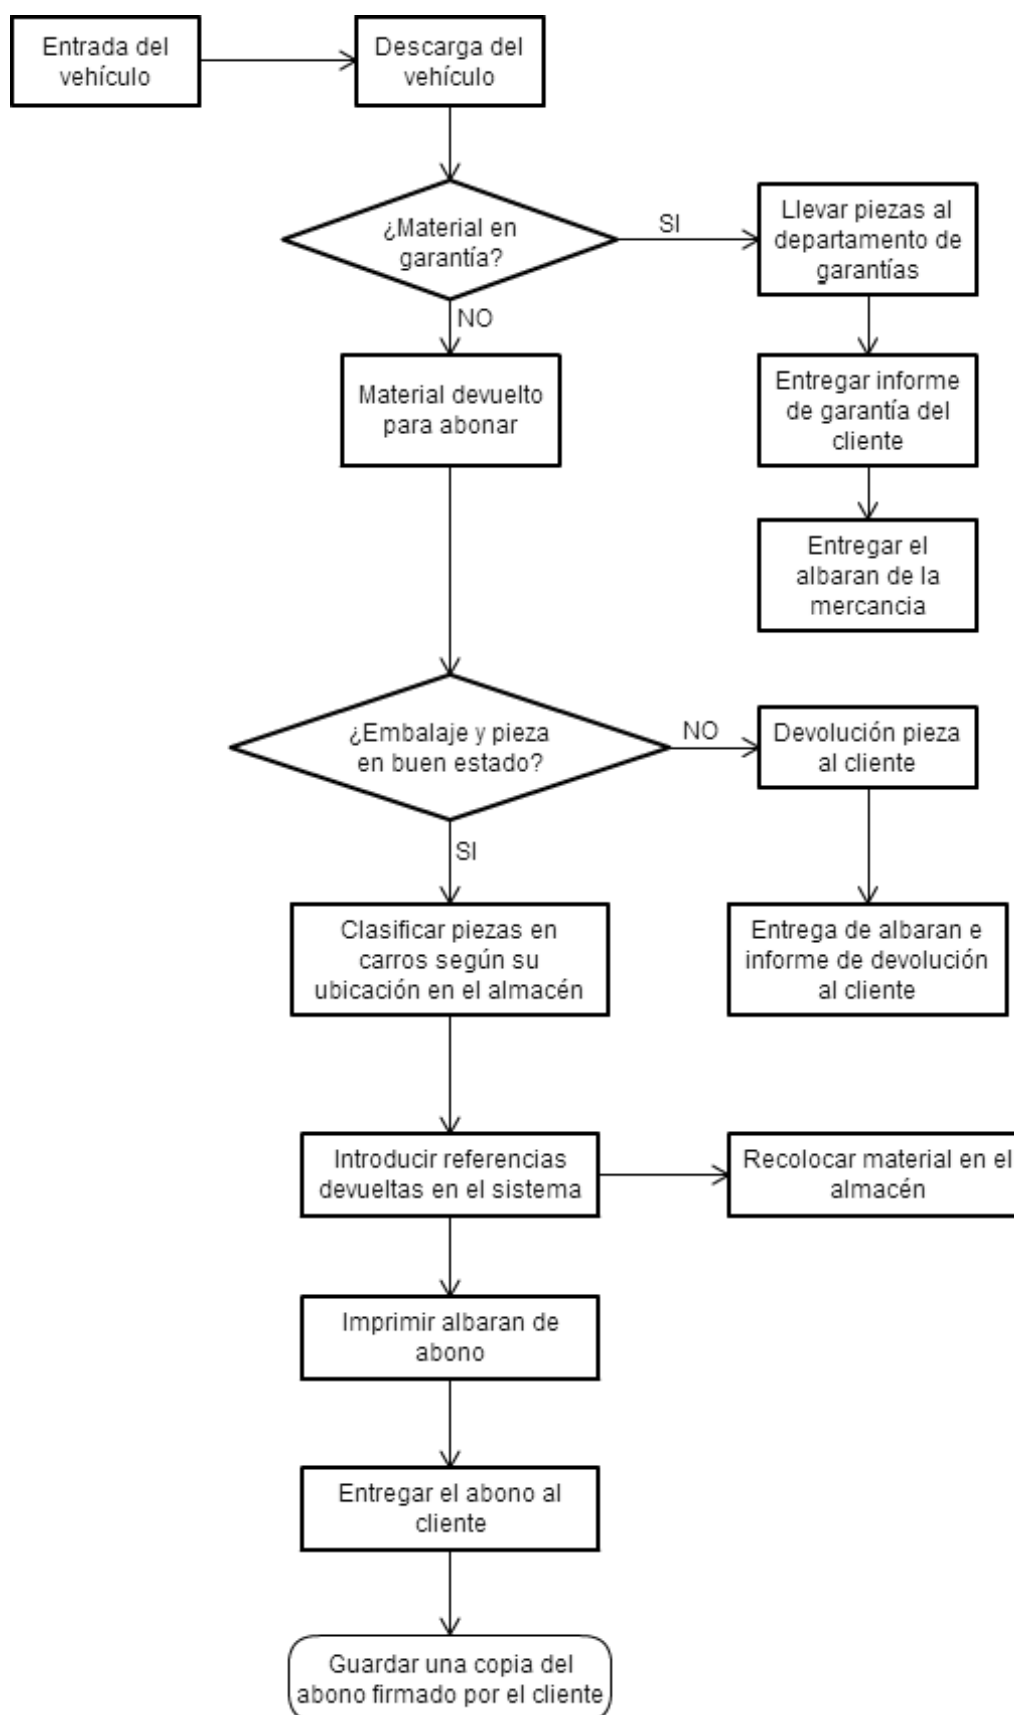 Entrada del
vehículo
Descarga del
vehículo
¿Material en
garantía?
SI
Llevar piezas al
departamento de
garantías
NO
Material devuelto
para abonar
Entregar informe
de garantía del
cliente
Entregar el
albaran de la
mercancia
¿Embalaje y pieza
en buen estado?
NO
Devolución pieza
al cliente
SI
Clasificar piezas en
carros según su
ubicación en el almacén
Entrega de albaran e
informe de devolución
al cliente
Introducir referencias
devueltas en el sistema
Recolocar material en el
almacén
Imprimir albaran de
abono
Entregar el abono al
cliente
Guardar una copia del
abono firmado por el cliente